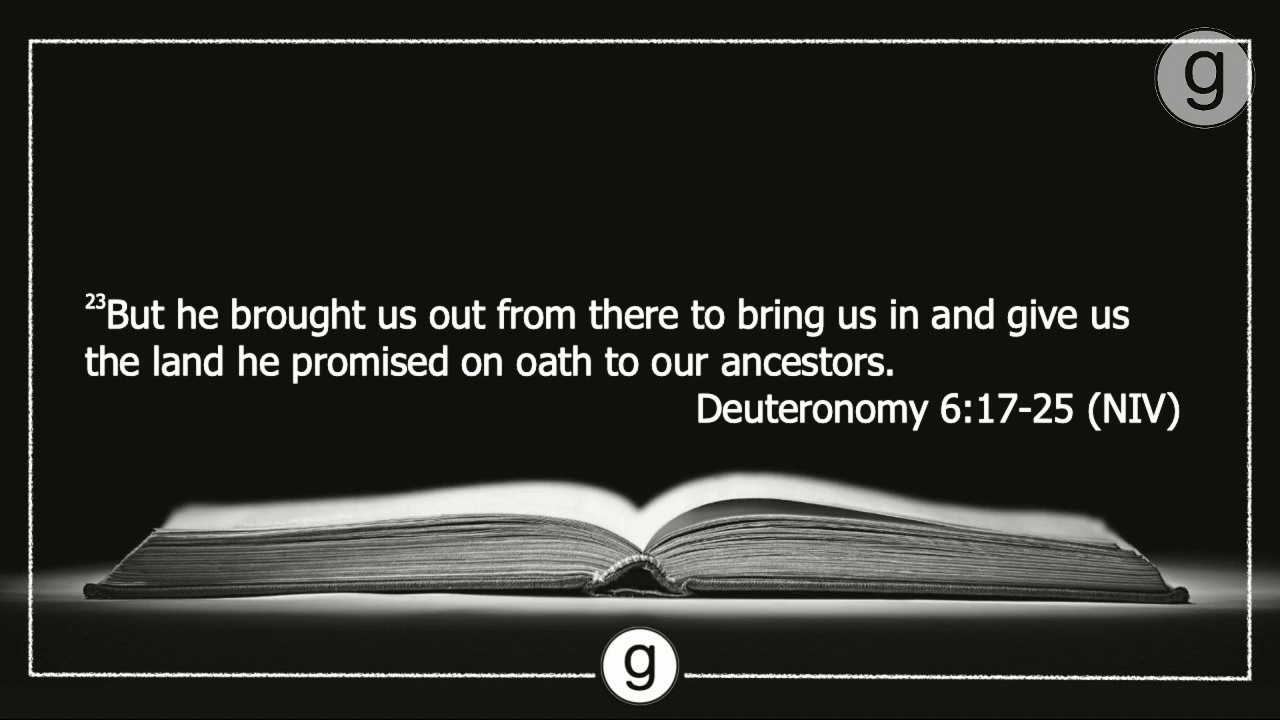 g
23But he brought us out from there to bring us in and give us
the land he promised on oath to our ancestors.
Deuteronomy 6:17-25 (NIV)
g